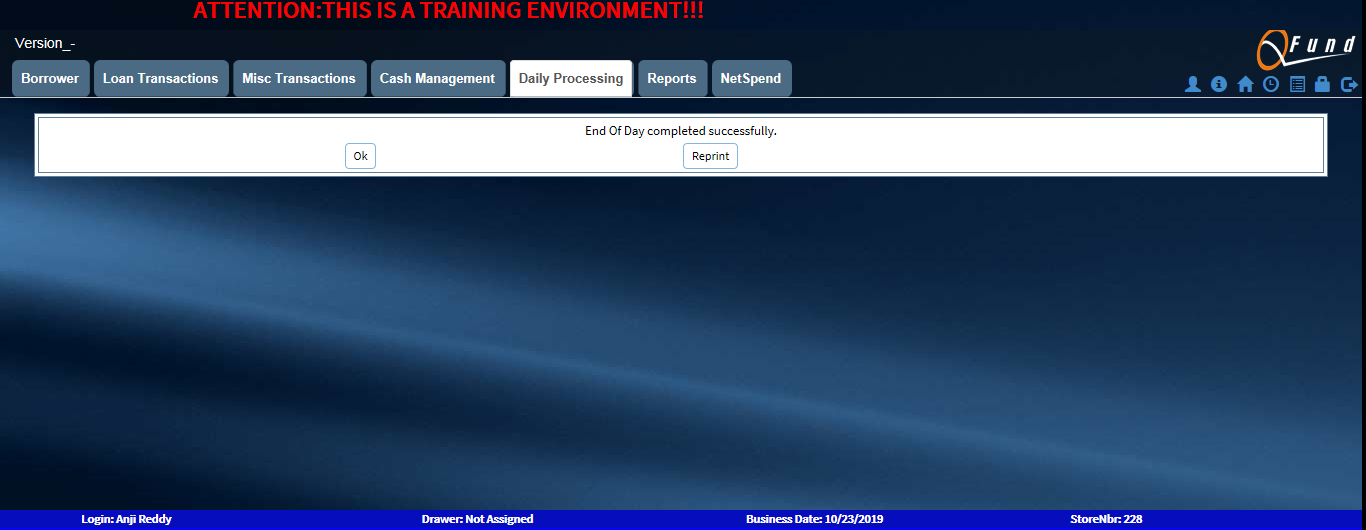 ATTENTION:THIS IS A TRAINING ENVIRONMENT!!!
Version_-
Fund
Borrower Loan Transactions Misc Transactions Cash Management Daily Processing Reports NetSpend
End Of Day completed successfully.
Ok Reprint
Login: Anji Reddy Drawer: Not Assigned Business Date: 10/23/2019 StoreNbr: 228